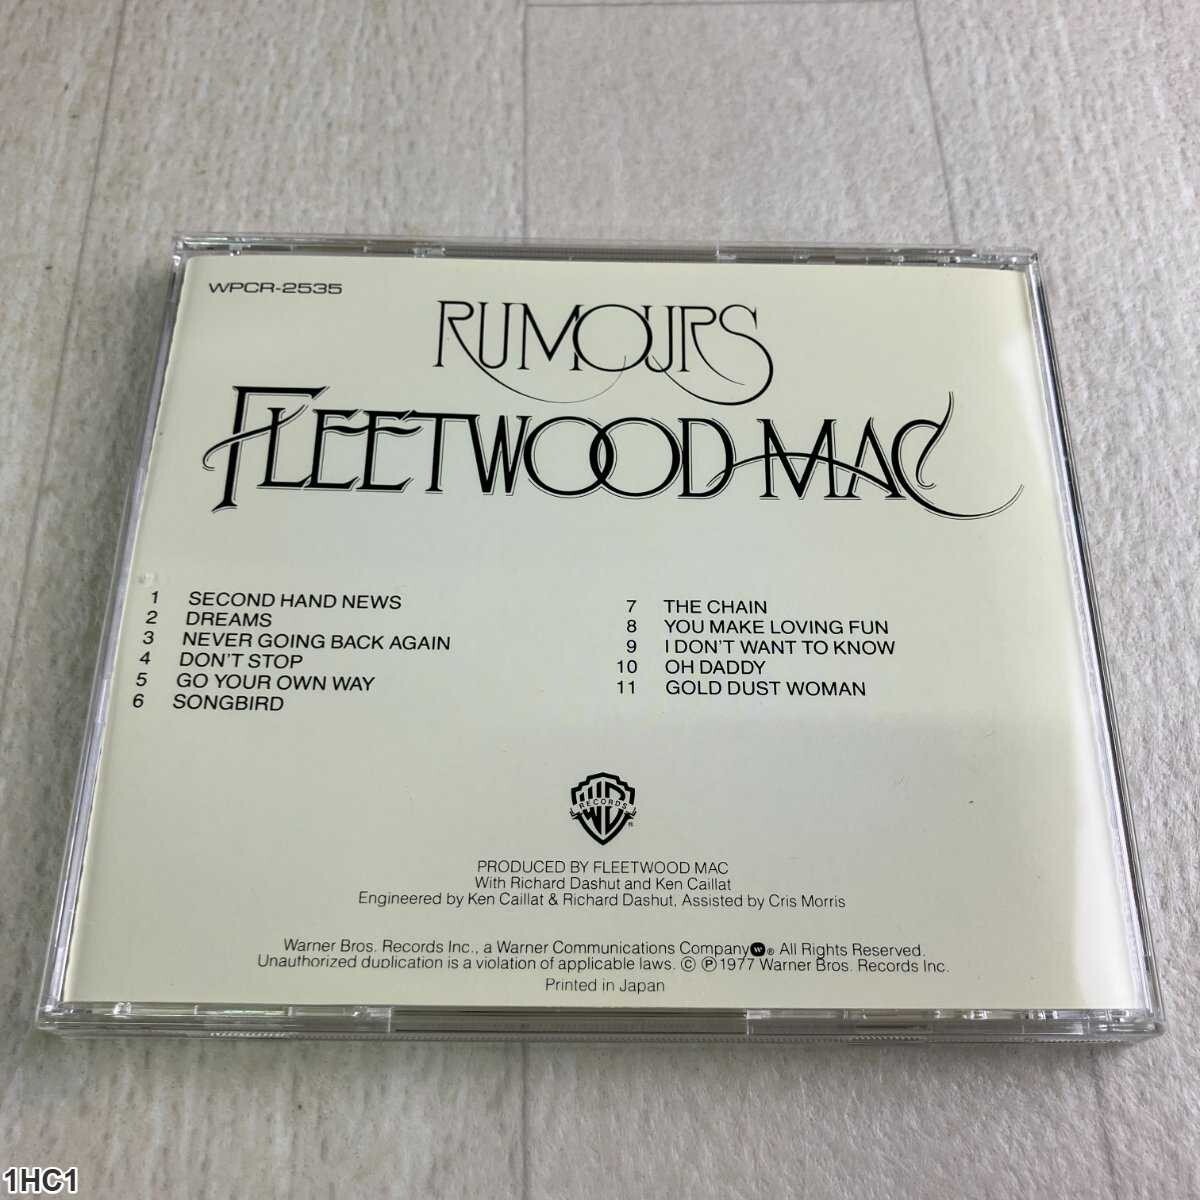 WPCR-2535
RUMOURS
FLEETWOOD MAC
1 SECOND HAND NEWS
2 DREAMS
3 NEVER GOING BACK AGAIN
4 DON'T STOP
5 GO YOUR OWN WAY
6 SONGBIRD
7 THE CHAIN
8 YOU MAKE LOVING FUN
9 I DON'T WANT TO KNOW
10 OH DADDY
11 GOLD DUST WOMAN
WB RECORDS
PRODUCED BY FLEETWOOD MAC
With Richard Dashut and Ken Caillat
Engineered by Ken Caillat & Richard Dashut, Assisted by Cris Morris
Warner Bros. Records Inc., a Warner Communications Company ® All Rights Reserved.
Unauthorized duplication is a violation of applicable laws. © ℗ 1977 Warner Bros. Records Inc.
Printed in Japan
1HC1